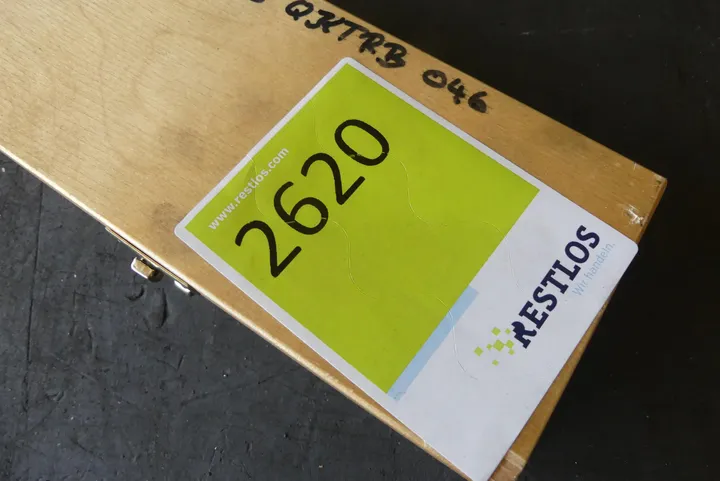 QKTRB 046
www.restlos.com
2620
RESTLOS
Wir handeln.